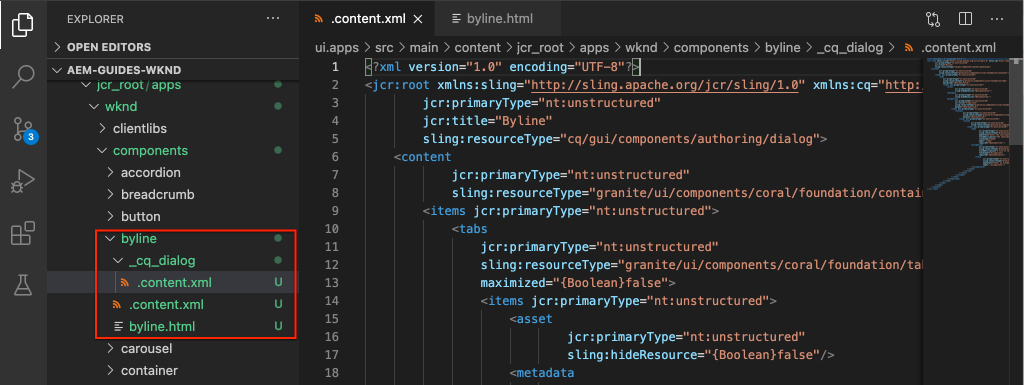 EXPLORER
OPEN EDITORS
AEM-GUIDES-WKND
jcr_root/apps
wknd
clientlibs
components
accordion
breadcrumb
button
byline
_cq_dialog
.content.xml U
.content.xml U
byline.html U
carousel
container
3
.content.xml
byline.html
ui.apps > src > main > content > jcr_root > apps > wknd > components > byline > _cq_dialog > .content.xml
1 <?xml version="1.0" encoding="UTF-8"?>
2 <jcr:root xmlns:sling="http://sling.apache.org/jcr/sling/1.0" xmlns:cq="http:
3 jcr:primaryType="nt:unstructured"
4 jcr:title="Byline"
5 sling:resourceType="cq/gui/components/authoring/dialog">
6 <content
7 jcr:primaryType="nt:unstructured"
8 sling:resourceType="granite/ui/components/coral/foundation/contai
9 <items jcr:primaryType="nt:unstructured">
10 <tabs
11 jcr:primaryType="nt:unstructured"
12 sling:resourceType="granite/ui/components/coral/foundation/ta
13 maximized="{Boolean}false">
14 <items jcr:primaryType="nt:unstructured">
15 <asset
16 jcr:primaryType="nt:unstructured"
17 sling:hideResource="{Boolean}false"/>
18 <metadata